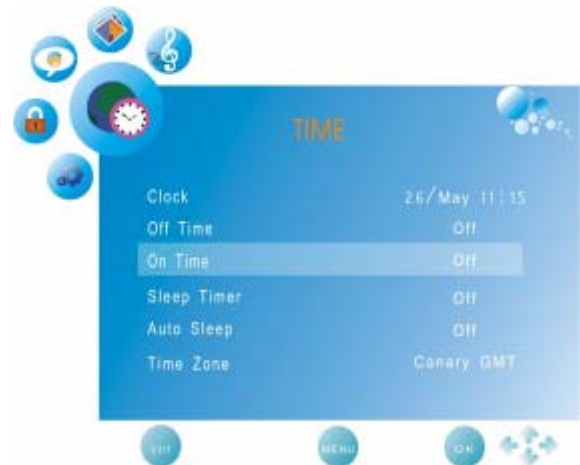 TIME
Clock 26/May 11:15
Off Time Off
On Time Off
Sleep Timer Off
Auto Sleep Off
Time Zone Canary GMT
EXIT MENU OK